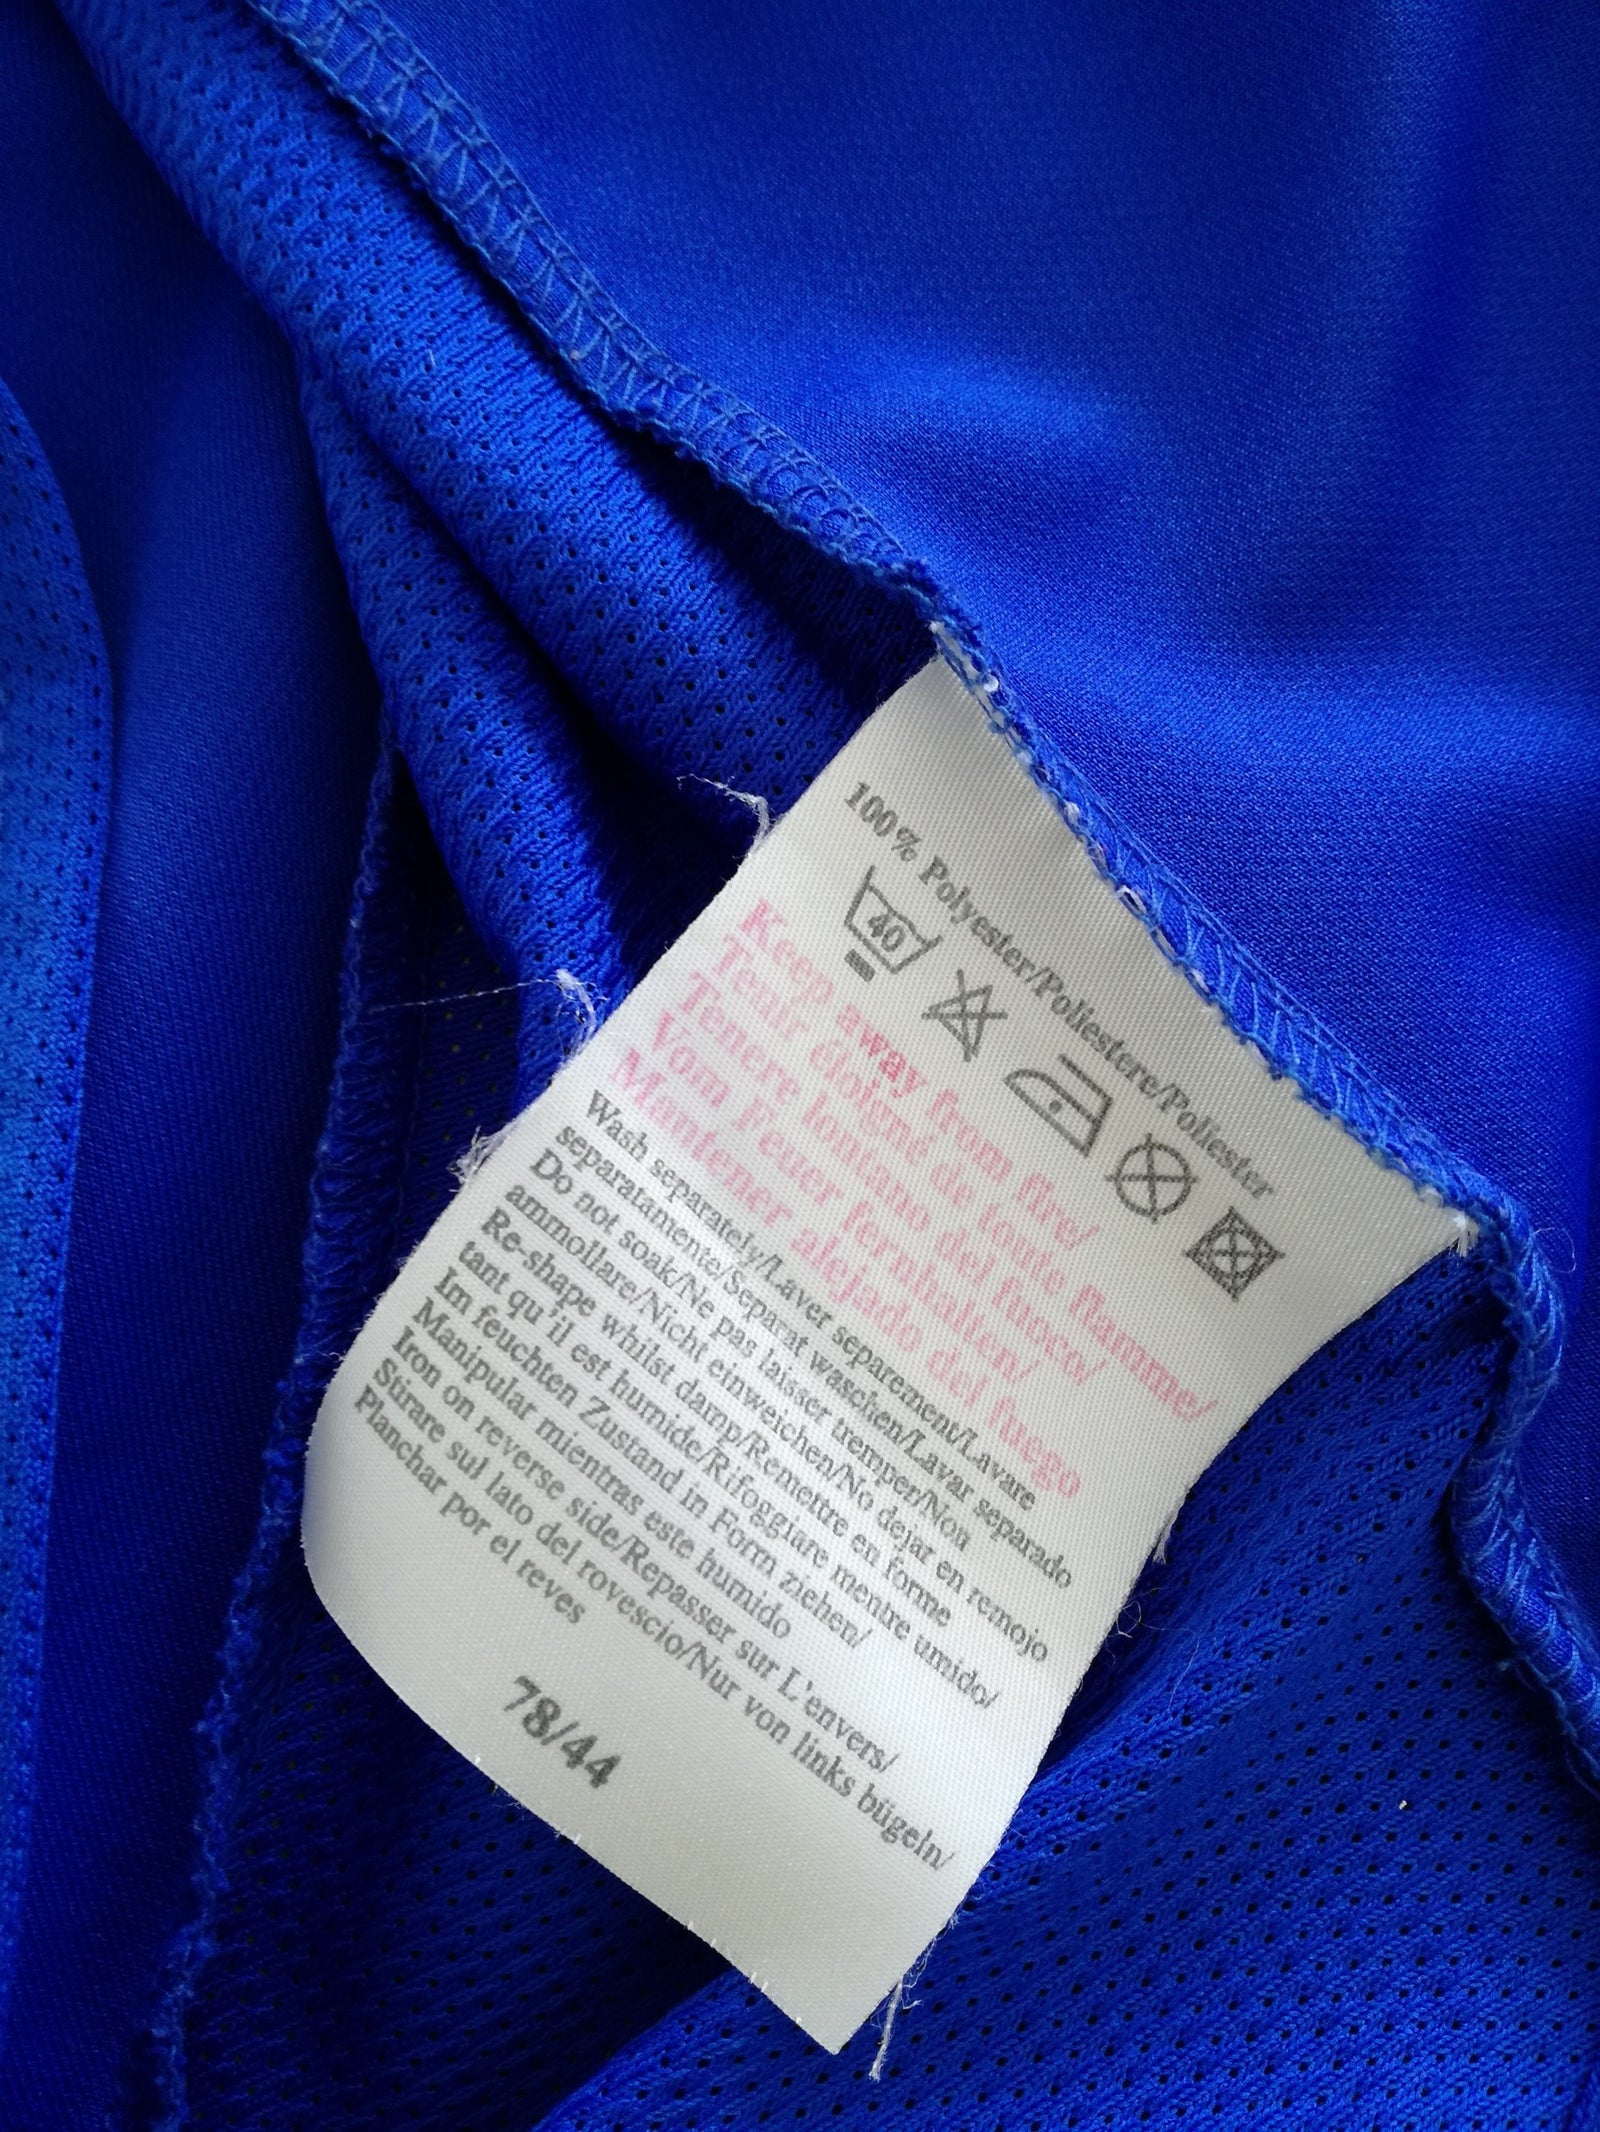 100% Polyester/Poliestere/Poliester
40
Keep away from fire/
Tenir éloigné de toute flamme/
Tenere lontano del fuoco/
Vom Feuer fernhalten/
Mantener alejado del fuego
Wash separately/Laver separement/Lavare
separatamente/Separat waschen/Lavar separado
Do not soak/Ne pas laisser tremper/Non
ammollare/Nicht einweichen/No dejar en remojo
Re-shape whilst damp/Remettre en forme
tant qu'il est humide/Rifoggiare mentre umido/
Im feuchten Zustand in Form ziehen/
Manipular mientras este humido
Iron on reverse side/Repasser sur L'envers/
Stirare sul lato del rovescio/Nur von links bügeln/
Planchar por el reves
78/44